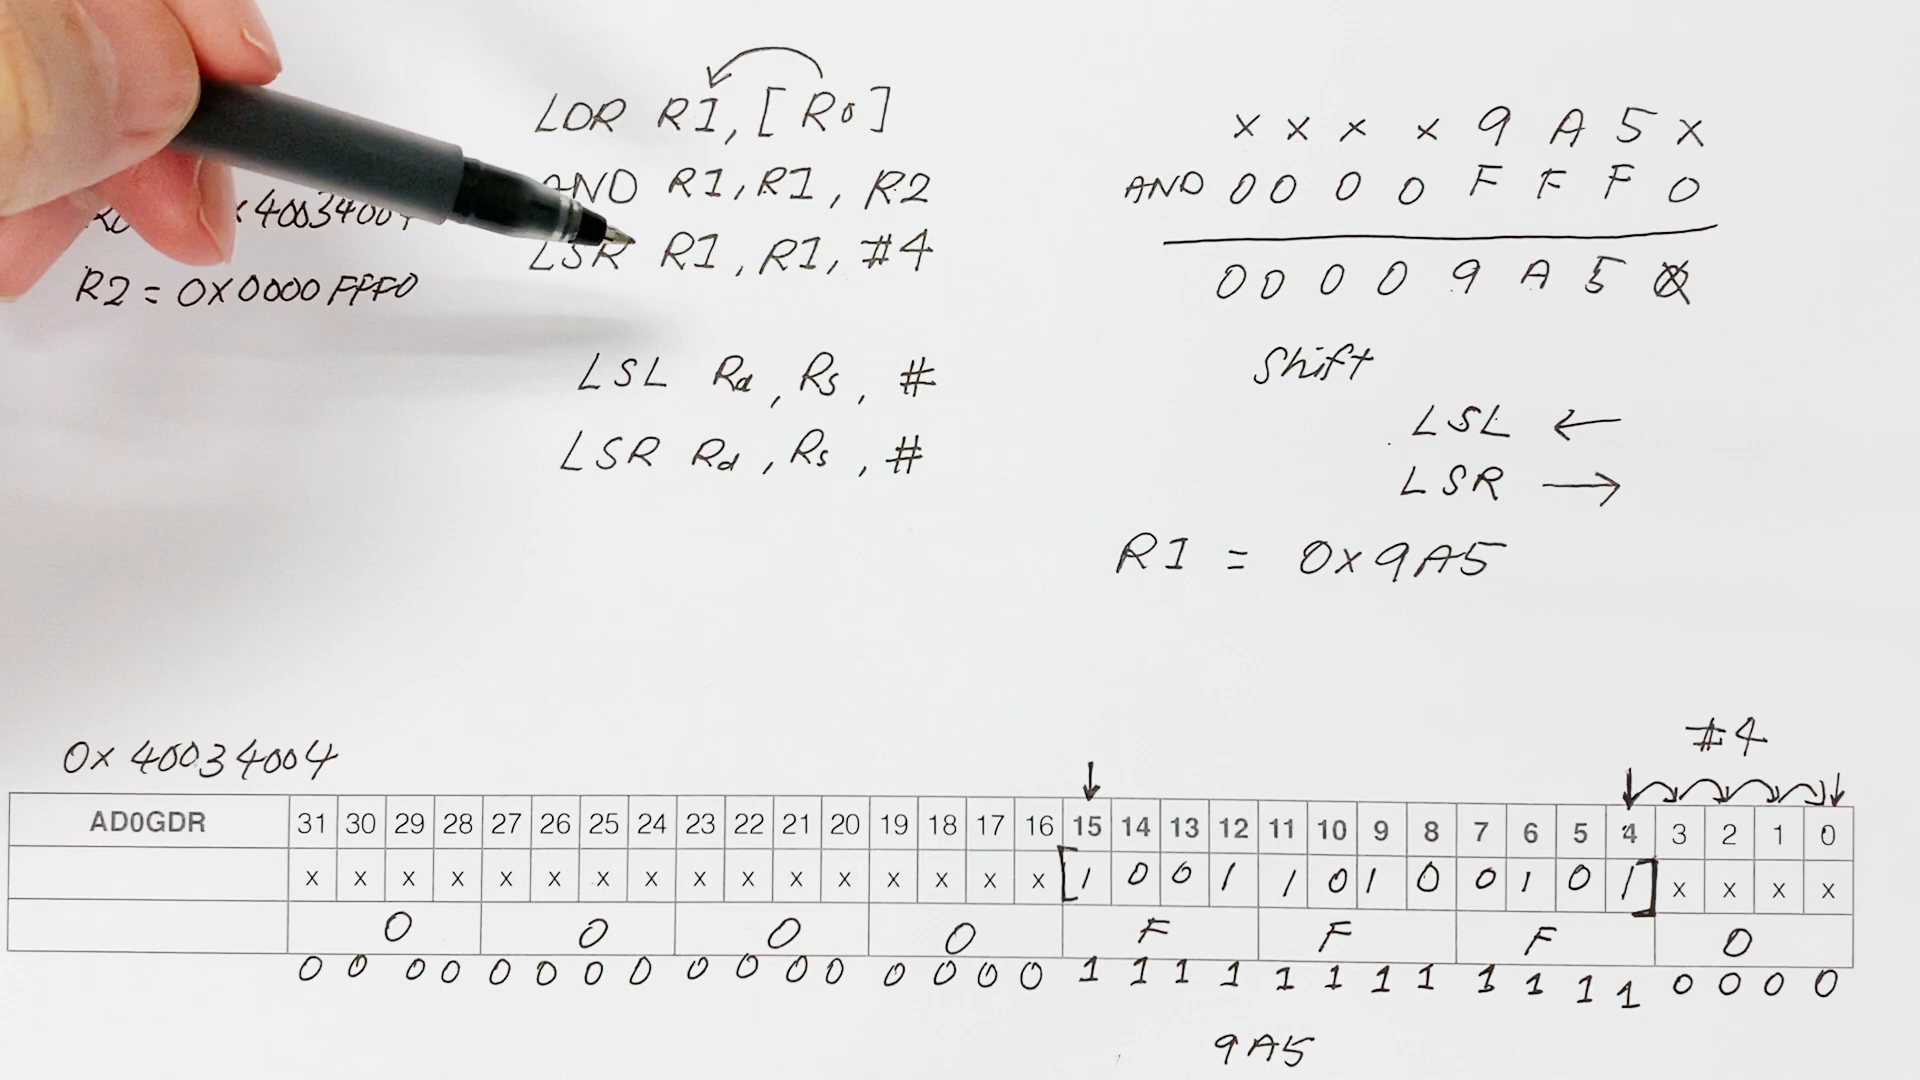 LDR R1, [R0]
AND R1, R1, R2
LSR R1, R1, #4
R2 = 0X0000FFF0
LSL Rd, Rs, #
LSR Rd, Rs, #
x x x x 9 A 5 x
AND 0 0 0 0 F F F 0
0 0 0 0 9 A 5 0
Shift
LSL ←
LSR →
R1 = 0x9A5
#4
0x40034004
AD0GDR 31 30 29 28 27 26 25 24 23 22 21 20 19 18 17 16 15 14 13 12 11 10 9 8 7 6 5 4 3 2 1 0
x x x x x x x x x x x x x x x x [1 0 0 1 1 0 1 0 0 1 0 1] x x x x
0 0 0 0 F F F 0
0 0 0 0 0 0 0 0 0 0 0 0 0 0 0 0 1 1 1 1 1 1 1 1 1 1 1 1 0 0 0 0
9A5